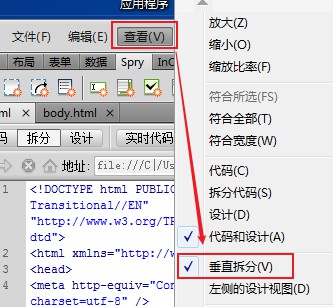 应用程序
文件(F) 编辑(E) 查看(V)
布局 表单 数据 Spry InC
ml body.html ×
拆分 设计 实时代码
地址: file:///C|/Us
1 <!DOCTYPE html PUBLIC
Transitional//EN"
"http://www.w3.org/TR
dtd">
2 <html xmlns="http://w
3 <head>
4 <meta http-equiv="Con
charset=utf-8" />
放大(Z)
缩小(O)
缩放比率(F)
符合所选(FS)
符合全部(T)
符合宽度(W)
代码(C)
拆分代码(S)
设计(D)
代码和设计(A)
垂直拆分(V)
左侧的设计视图(D)